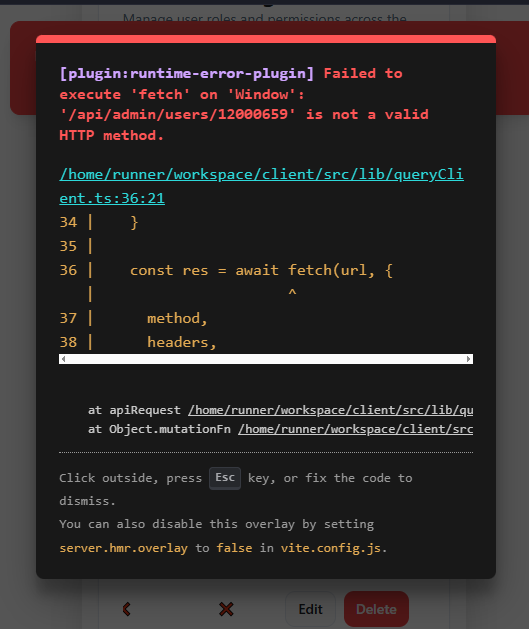 Manage user roles and permissions across the
[plugin:runtime-error-plugin] Failed to
execute 'fetch' on 'Window':
'/api/admin/users/12000659' is not a valid
HTTP method.
/home/runner/workspace/client/src/lib/queryCli
ent.ts:36:21
34 |    }
35 |
36 |    const res = await fetch(url, {
   |                      ^
37 |      method,
38 |      headers,
at apiRequest /home/runner/workspace/client/src/lib/qu
at Object.mutationFn /home/runner/workspace/client/src
Click outside, press Esc key, or fix the code to
dismiss.
You can also disable this overlay by setting
server.hmr.overlay to false in vite.config.js.
Edit Delete